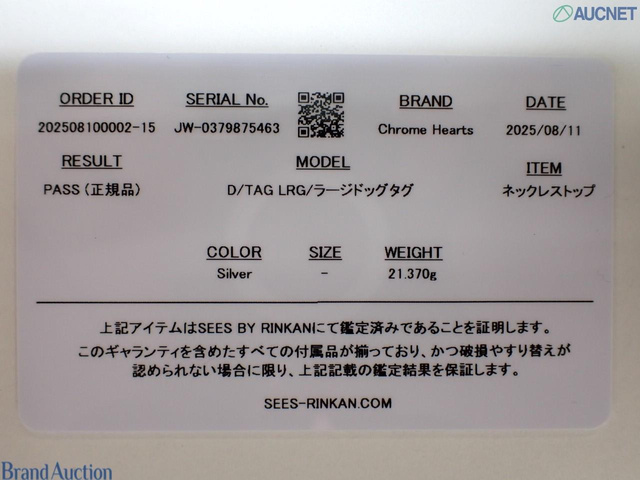 AUCNET
ORDER ID
202508100002-15
SERIAL No.
JW-0379875463
BRAND
Chrome Hearts
DATE
2025/08/11
RESULT
PASS (正規品)
MODEL
D/TAG LRG/ラージドッグタグ
ITEM
ネックレストップ
COLOR
Silver
SIZE
-
WEIGHT
21.370g
上記アイテムはSEES BY RINKANにて鑑定済みであることを証明します。
このギャランティを含めたすべての付属品が揃っており、かつ破損やすり替えが
認められない場合に限り、上記記載の鑑定結果を保証します。
SEES-RINKAN.COM
Brand Auction